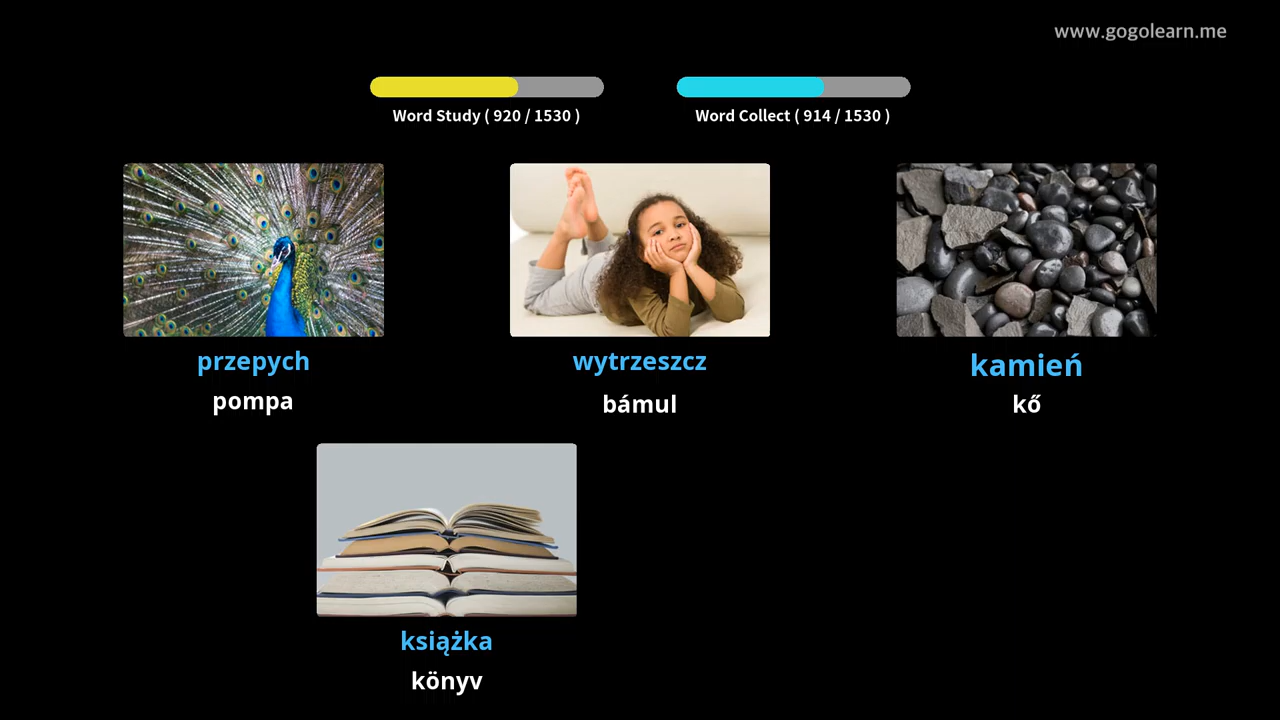 www.gogolearn.me
Word Study ( 920 / 1530 )
Word Collect ( 914 / 1530 )
przepych
pompa
wytrzeszcz
bámul
kamień
kő
książka
könyv